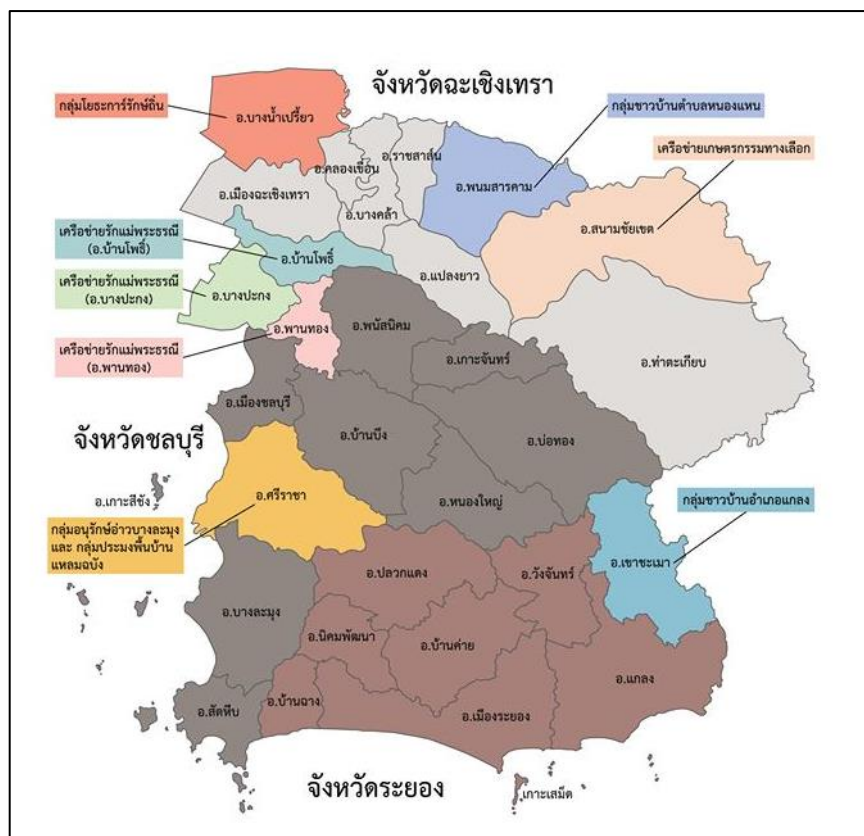 จังหวัดฉะเชิงเทรา
กลุ่มโยธะการ์รักษ์ถิ่น
อ.บางน้ำเปรี้ยว
กลุ่มชาวบ้านตำบลหนองแหน
เครือข่ายเกษตรกรรมทางเลือก
อ.ราชสาส์น
อ.คลองเขื่อน
อ.เมืองฉะเชิงเทรา
อ.พนมสารคาม
อ.บางคล้า
อ.สนามชัยเขต
เครือข่ายรักแม่พระธรณี
(อ.บ้านโพธิ์)
อ.บ้านโพธิ์
อ.แปลงยาว
เครือข่ายรักแม่พระธรณี
(อ.บางปะกง)
อ.บางปะกง
เครือข่ายรักแม่พระธรณี
(อ.พานทอง)
อ.พานทอง
อ.พนัสนิคม
อ.เกาะจันทร์
อ.ท่าตะเกียบ
อ.เมืองชลบุรี
จังหวัดชลบุรี
อ.บ้านบึง
อ.บ่อทอง
อ.เกาะสีชัง
อ.ศรีราชา
อ.หนองใหญ่
กลุ่มชาวบ้านอำเภอแกลง
กลุ่มอนุรักษ์อ่าวบางละมุง
และ กลุ่มประมงพื้นบ้าน
แหลมฉบัง
อ.ปลวกแดง
อ.วังจันทร์
อ.เขาชะเมา
อ.บางละมุง
อ.นิคมพัฒนา
อ.บ้านค่าย
อ.แกลง
อ.สัตหีบ
อ.บ้านฉาง
อ.เมืองระยอง
จังหวัดระยอง
เกาะเสม็ด